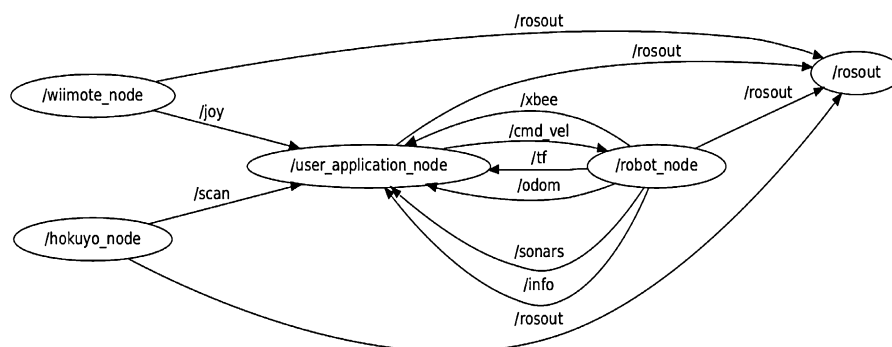 /rosout
/rosout
/rosout
/wiimote_node
/joy
/xbee
/rosout
/cmd_vel
/tf
/user_application_node
/robot_node
/scan
/odom
/hokuyo_node
/sonars
/info
/rosout